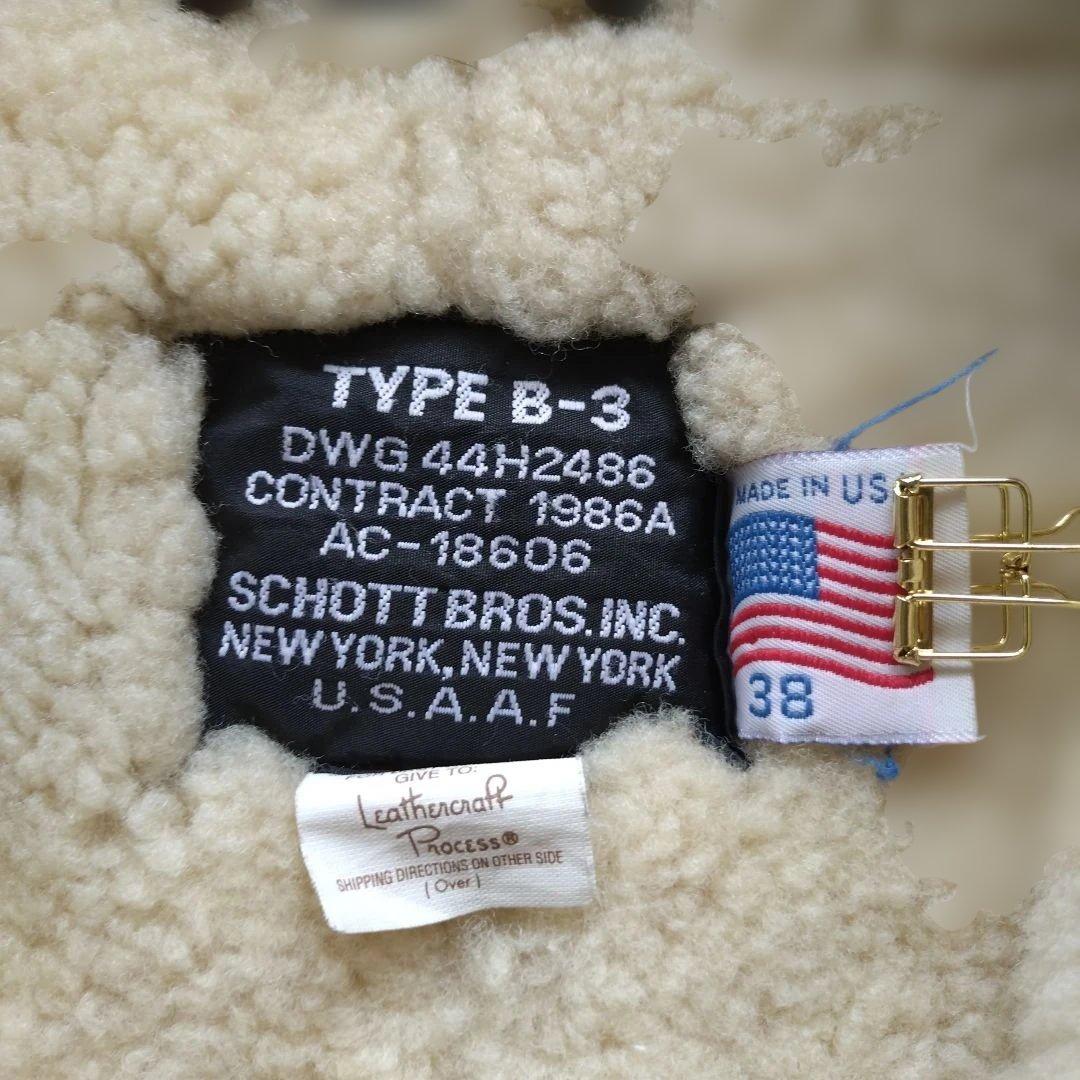 TYPE B-3
DWG 44H2486
CONTRACT 1986A
AC-18606
SCHOTT BROS. INC.
NEW YORK, NEW YORK
U.S.A.A.F
MADE IN US
38
GIVE TO:
Leathercraft
Process®
SHIPPING DIRECTIONS ON OTHER SIDE
(Over)